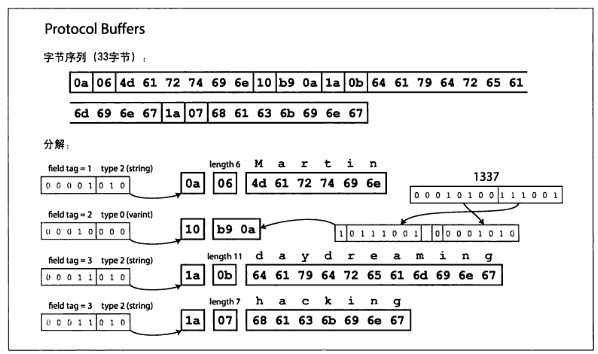 Protocol Buffers
字节序列（33字节）：
0a 06 4d 61 72 74 69 6e 10 b9 0a 1a 0b 64 61 79 64 72 65 61
6d 69 6e 67 1a 07 68 61 63 6b 69 6e 67
分解：
field tag = 1 type 2 (string) length 6 M a r t i n
0 0 0 0 1 0 1 0 0a 06 4d 61 72 74 69 6e
1337
0 0 0 1 0 1 0 0 1 1 1 0 0 1
field tag = 2 type 0 (varint)
0 0 0 1 0 0 0 0 10 b9 0a 1 0 1 1 1 0 0 1 0 0 0 0 1 0 1 0
field tag = 3 type 2 (string) length 11 d a y d r e a m i n g
0 0 0 1 1 0 1 0 1a 0b 64 61 79 64 72 65 61 6d 69 6e 67
field tag = 3 type 2 (string) length 7 h a c k i n g
0 0 0 1 1 0 1 0 1a 07 68 61 63 6b 69 6e 67